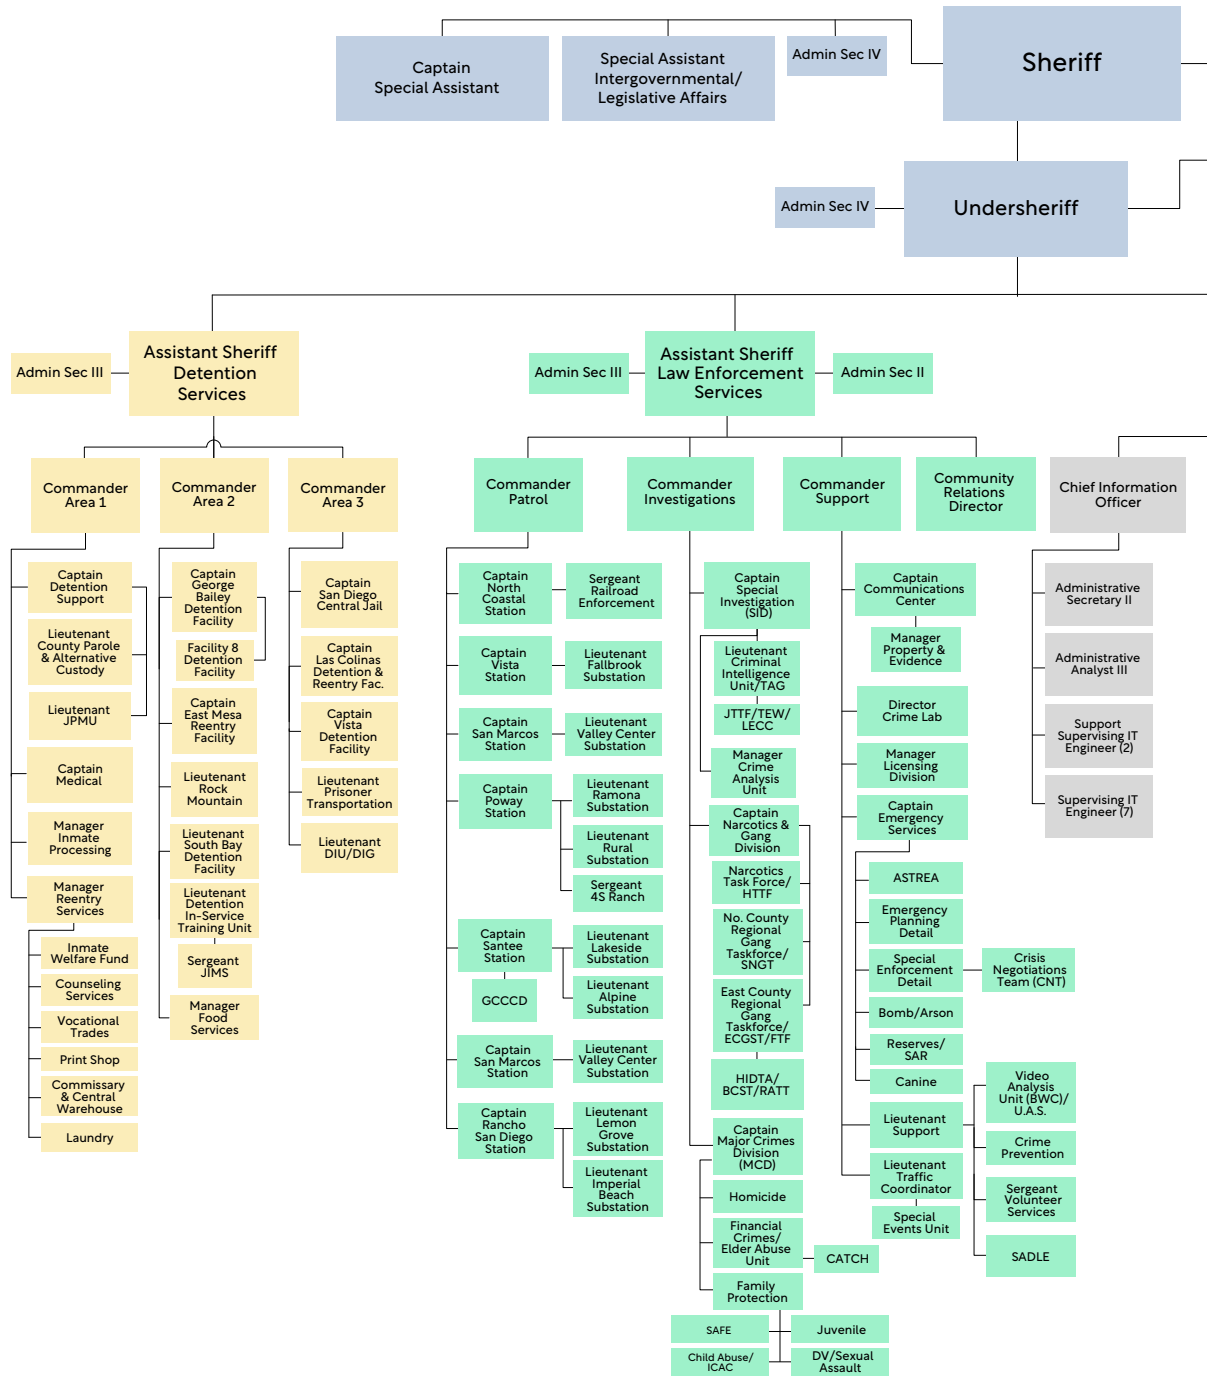 Captain
Special Assistant
Special Assistant
Intergovernmental/
Legislative Affairs
Admin Sec IV
Sheriff
Admin Sec IV
Undersheriff
Admin Sec III
Assistant Sheriff
Detention
Services
Admin Sec III
Assistant Sheriff
Law Enforcement
Services
Admin Sec II
Commander
Area 1
Commander
Area 2
Commander
Area 3
Commander
Patrol
Commander
Investigations
Commander
Support
Community
Relations
Director
Chief Information
Officer
Captain
Detention
Support
Lieutenant
County Parole
& Alternative
Custody
Lieutenant
JPMU
Captain
Medical
Manager
Inmate
Processing
Manager
Reentry
Services
Inmate
Welfare Fund
Counseling
Services
Vocational
Trades
Print Shop
Commissary
& Central
Warehouse
Laundry
Captain
George
Bailey
Detention
Facility
Facility 8
Detention
Facility
Captain
East Mesa
Reentry
Facility
Lieutenant
Rock
Mountain
Lieutenant
South Bay
Detention
Facility
Lieutenant
Detention
In-Service
Training Unit
Sergeant
JIMS
Manager
Food
Services
Captain
San Diego
Central Jail
Captain
Las Colinas
Detention &
Reentry Fac.
Captain
Vista
Detention
Facility
Lieutenant
Prisoner
Transportation
Lieutenant
DIU/DIG
Captain
North
Coastal
Station
Sergeant
Railroad
Enforcement
Captain
Vista
Station
Lieutenant
Fallbrook
Substation
Captain
San Marcos
Station
Lieutenant
Valley Center
Substation
Captain
Poway
Station
Lieutenant
Ramona
Substation
Lieutenant
Rural
Substation
Sergeant
4S Ranch
Captain
Santee
Station
Lieutenant
Lakeside
Substation
GCCCD
Lieutenant
Alpine
Substation
Captain
San Marcos
Station
Lieutenant
Valley Center
Substation
Captain
Rancho
San Diego
Station
Lieutenant
Lemon
Grove
Substation
Lieutenant
Imperial
Beach
Substation
Captain
Special
Investigation
(SID)
Lieutenant
Criminal
Intelligence
Unit/TAG
JTTF/TEW/
LECC
Manager
Crime
Analysis
Unit
Captain
Narcotics &
Gang
Division
Narcotics
Task Force/
HTTF
No. County
Regional
Gang
Taskforce/
SNGT
East County
Regional
Gang
Taskforce/
ECGST/FTF
HIDTA/
BCST/RATT
Captain
Major Crimes
Division
(MCD)
Homicide
Financial
Crimes/
Elder Abuse
Unit
CATCH
Family
Protection
SAFE
Juvenile
Child Abuse/
ICAC
DV/Sexual
Assault
Captain
Communications
Center
Manager
Property &
Evidence
Director
Crime Lab
Manager
Licensing
Division
Captain
Emergency
Services
ASTREA
Emergency
Planning
Detail
Special
Enforcement
Detail
Crisis
Negotiations
Team (CNT)
Bomb/Arson
Reserves/
SAR
Canine
Lieutenant
Support
Video
Analysis
Unit (BWC)/
U.A.S.
Crime
Prevention
Lieutenant
Traffic
Coordinator
Sergeant
Volunteer
Services
Special
Events Unit
SADLE
Administrative
Secretary II
Administrative
Analyst III
Support
Supervising IT
Engineer (2)
Supervising IT
Engineer (7)